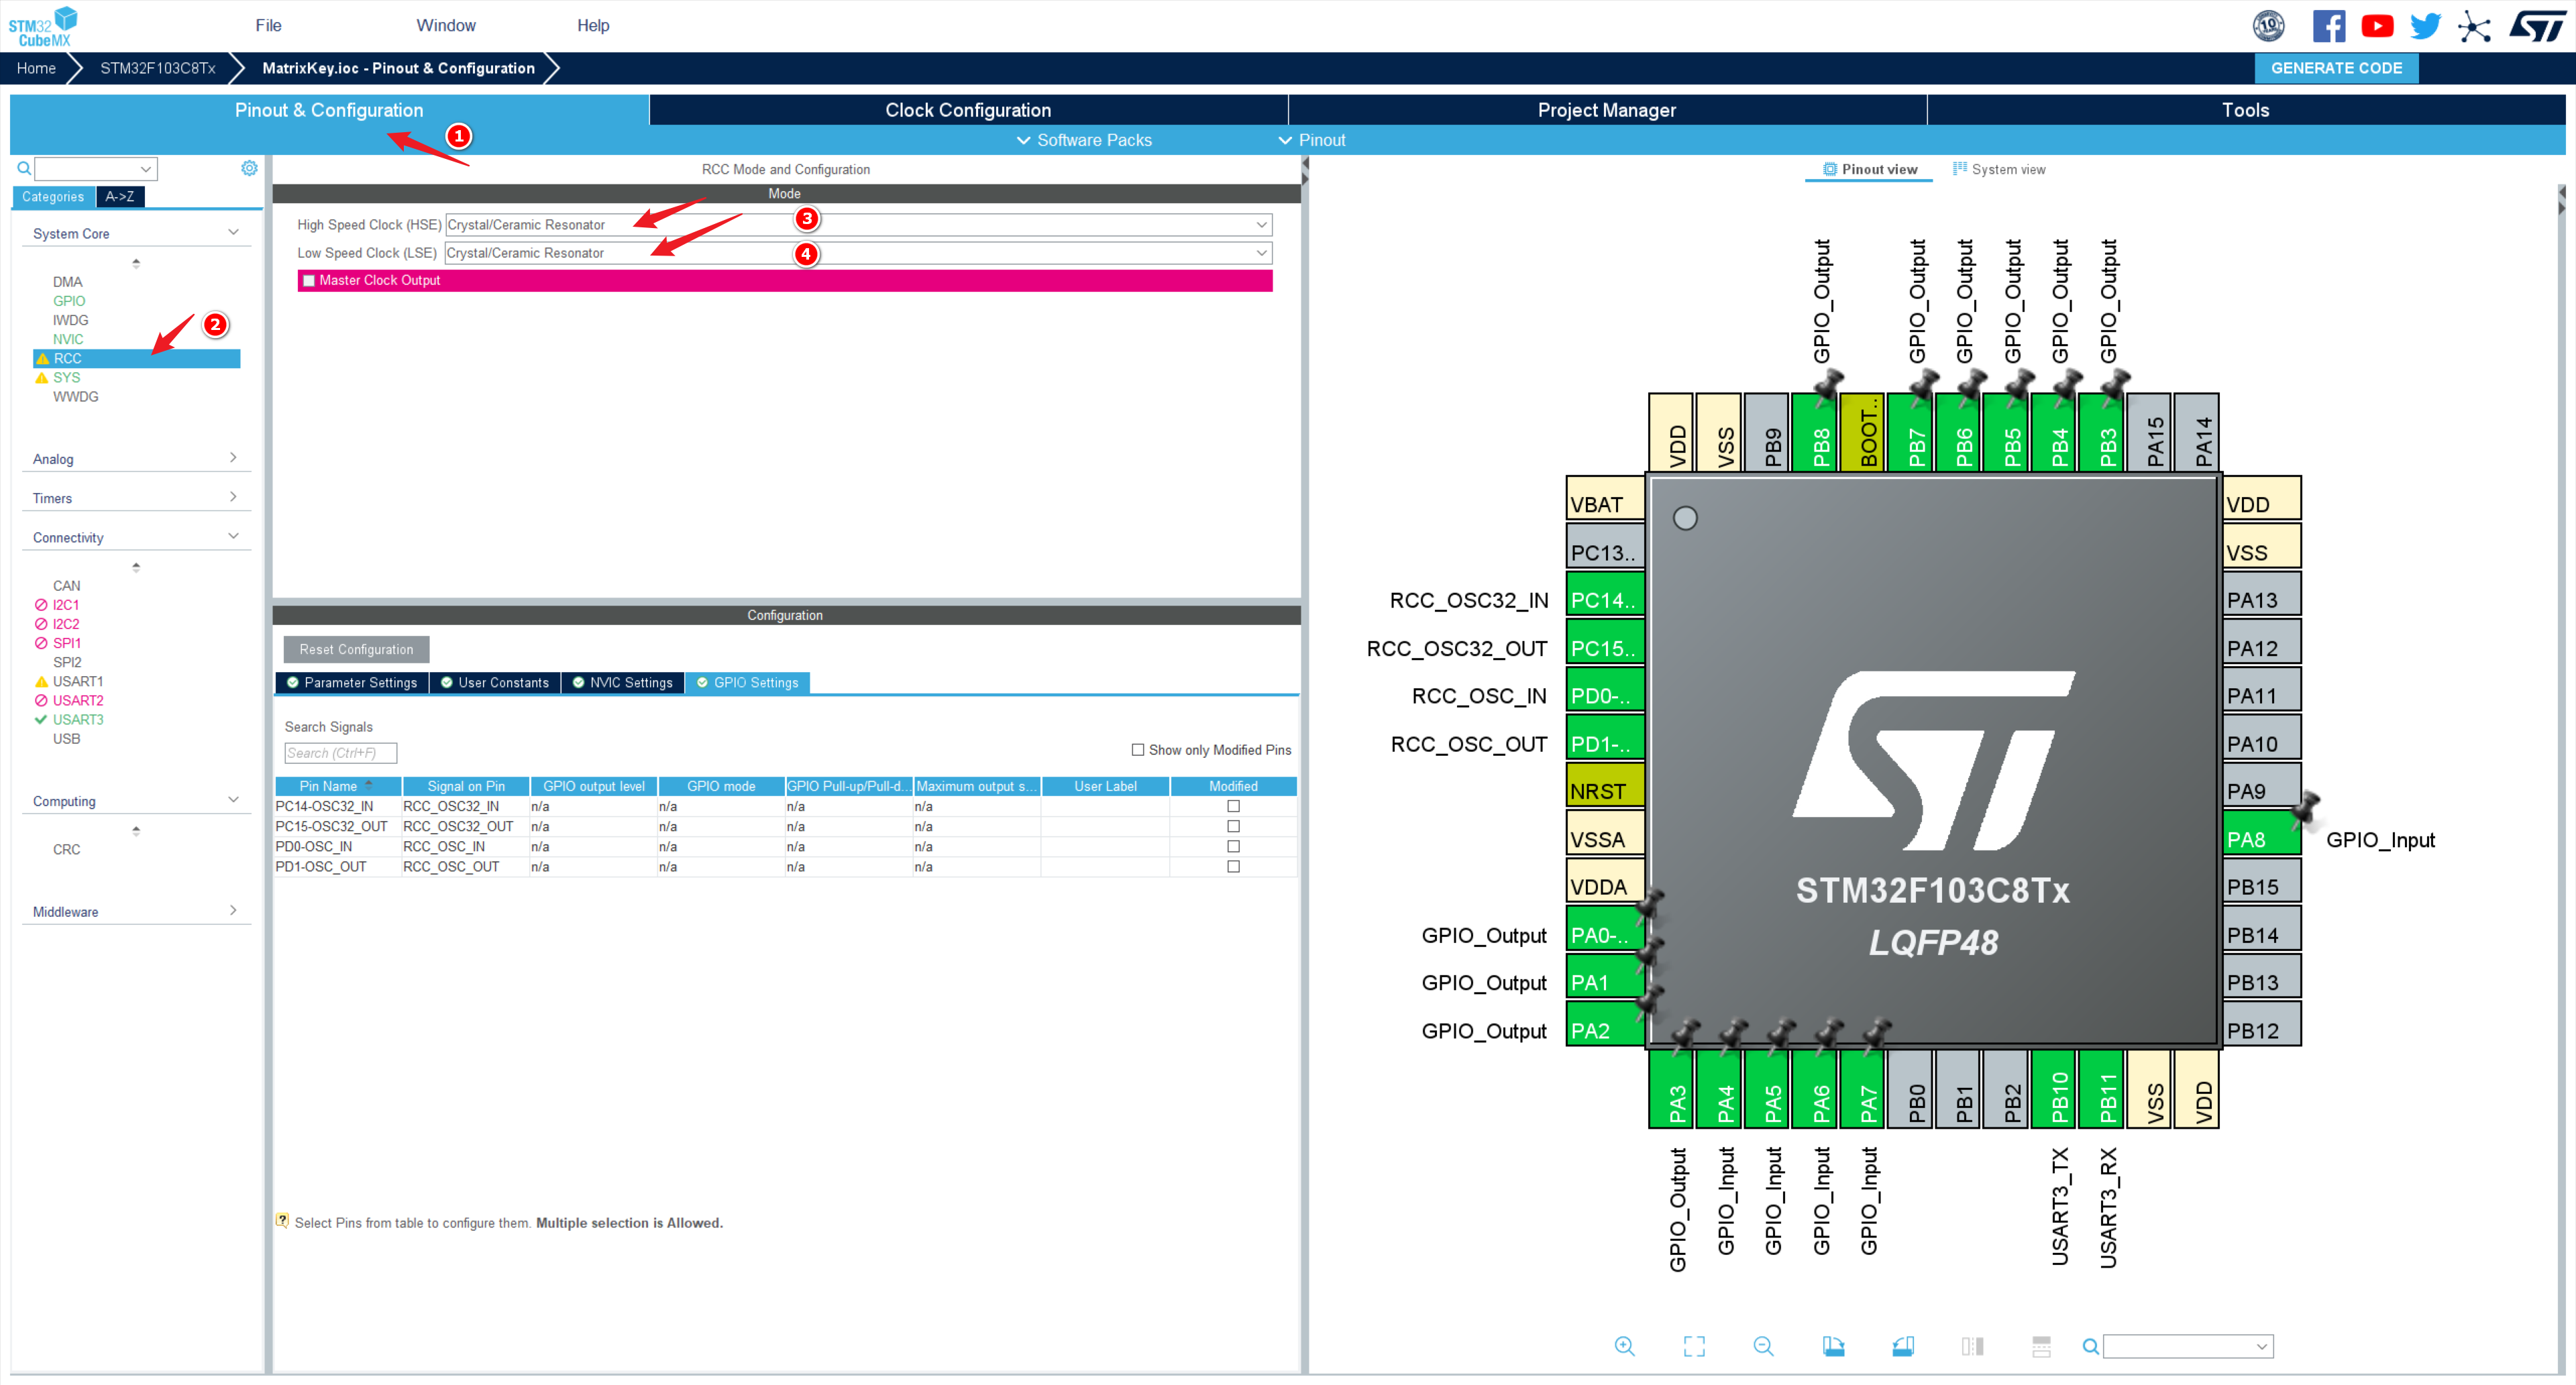 STM32
CubeMX
File
Window
Help
10
Home
STM32F103C8Tx
MatrixKey.ioc - Pinout & Configuration
GENERATE CODE
Pinout & Configuration
Clock Configuration
Project Manager
Tools
1
Software Packs
Pinout
Categories
A->Z
System Core
DMA
GPIO
IWDG
NVIC
2
RCC
SYS
WWDG
Analog
Timers
Connectivity
CAN
I2C1
I2C2
SPI1
SPI2
USART1
USART2
USART3
USB
Computing
CRC
Middleware
RCC Mode and Configuration
Mode
High Speed Clock (HSE) Crystal/Ceramic Resonator
3
Low Speed Clock (LSE) Crystal/Ceramic Resonator
4
Master Clock Output
Configuration
Reset Configuration
Parameter Settings
User Constants
NVIC Settings
GPIO Settings
Search Signals
Search (Ctrl+F)
Show only Modified Pins
Pin Name Signal on Pin GPIO output level GPIO mode GPIO Pull-up/Pull-d... Maximum output s... User Label Modified
PC14-OSC32_IN RCC_OSC32_IN n/a n/a n/a n/a
PC15-OSC32_OUT RCC_OSC32_OUT n/a n/a n/a n/a
PD0-OSC_IN RCC_OSC_IN n/a n/a n/a n/a
PD1-OSC_OUT RCC_OSC_OUT n/a n/a n/a n/a
Select Pins from table to configure them. Multiple selection is Allowed.
Pinout view
System view
GPIO_Output
GPIO_Output
GPIO_Output
GPIO_Output
GPIO_Output
GPIO_Output
VDD
VSS
PB9
PB8
BOOT..
PB7
PB6
PB5
PB4
PB3
PA15
PA14
VBAT
PC13..
RCC_OSC32_IN PC14..
RCC_OSC32_OUT PC15..
RCC_OSC_IN PD0-..
RCC_OSC_OUT PD1-..
NRST
VSSA
VDDA
GPIO_Output PA0-..
GPIO_Output PA1
GPIO_Output PA2
STM32F103C8Tx
LQFP48
VDD
VSS
PA13
PA12
PA11
PA10
PA9
PA8 GPIO_Input
PB15
PB14
PB13
PB12
PA3
PA4
PA5
PA6
PA7
PB0
PB1
PB2
PB10
PB11
VSS
VDD
GPIO_Output
GPIO_Input
GPIO_Input
GPIO_Input
GPIO_Input
USART3_TX
USART3_RX